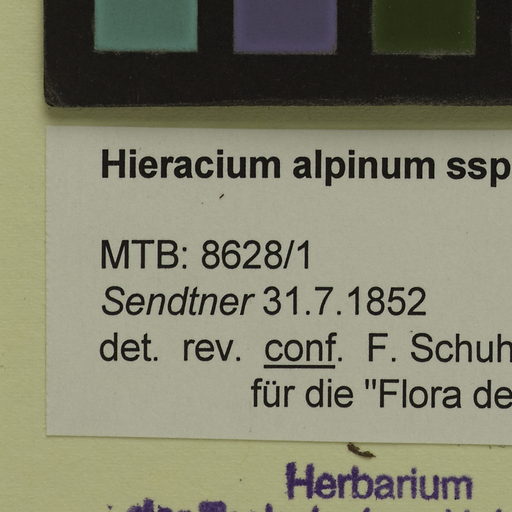 Hieracium alpinum ssp
MTB: 8628/1
Sendtner 31.7.1852
det. rev. conf. F. Schuh
für die "Flora de
Herbarium
der